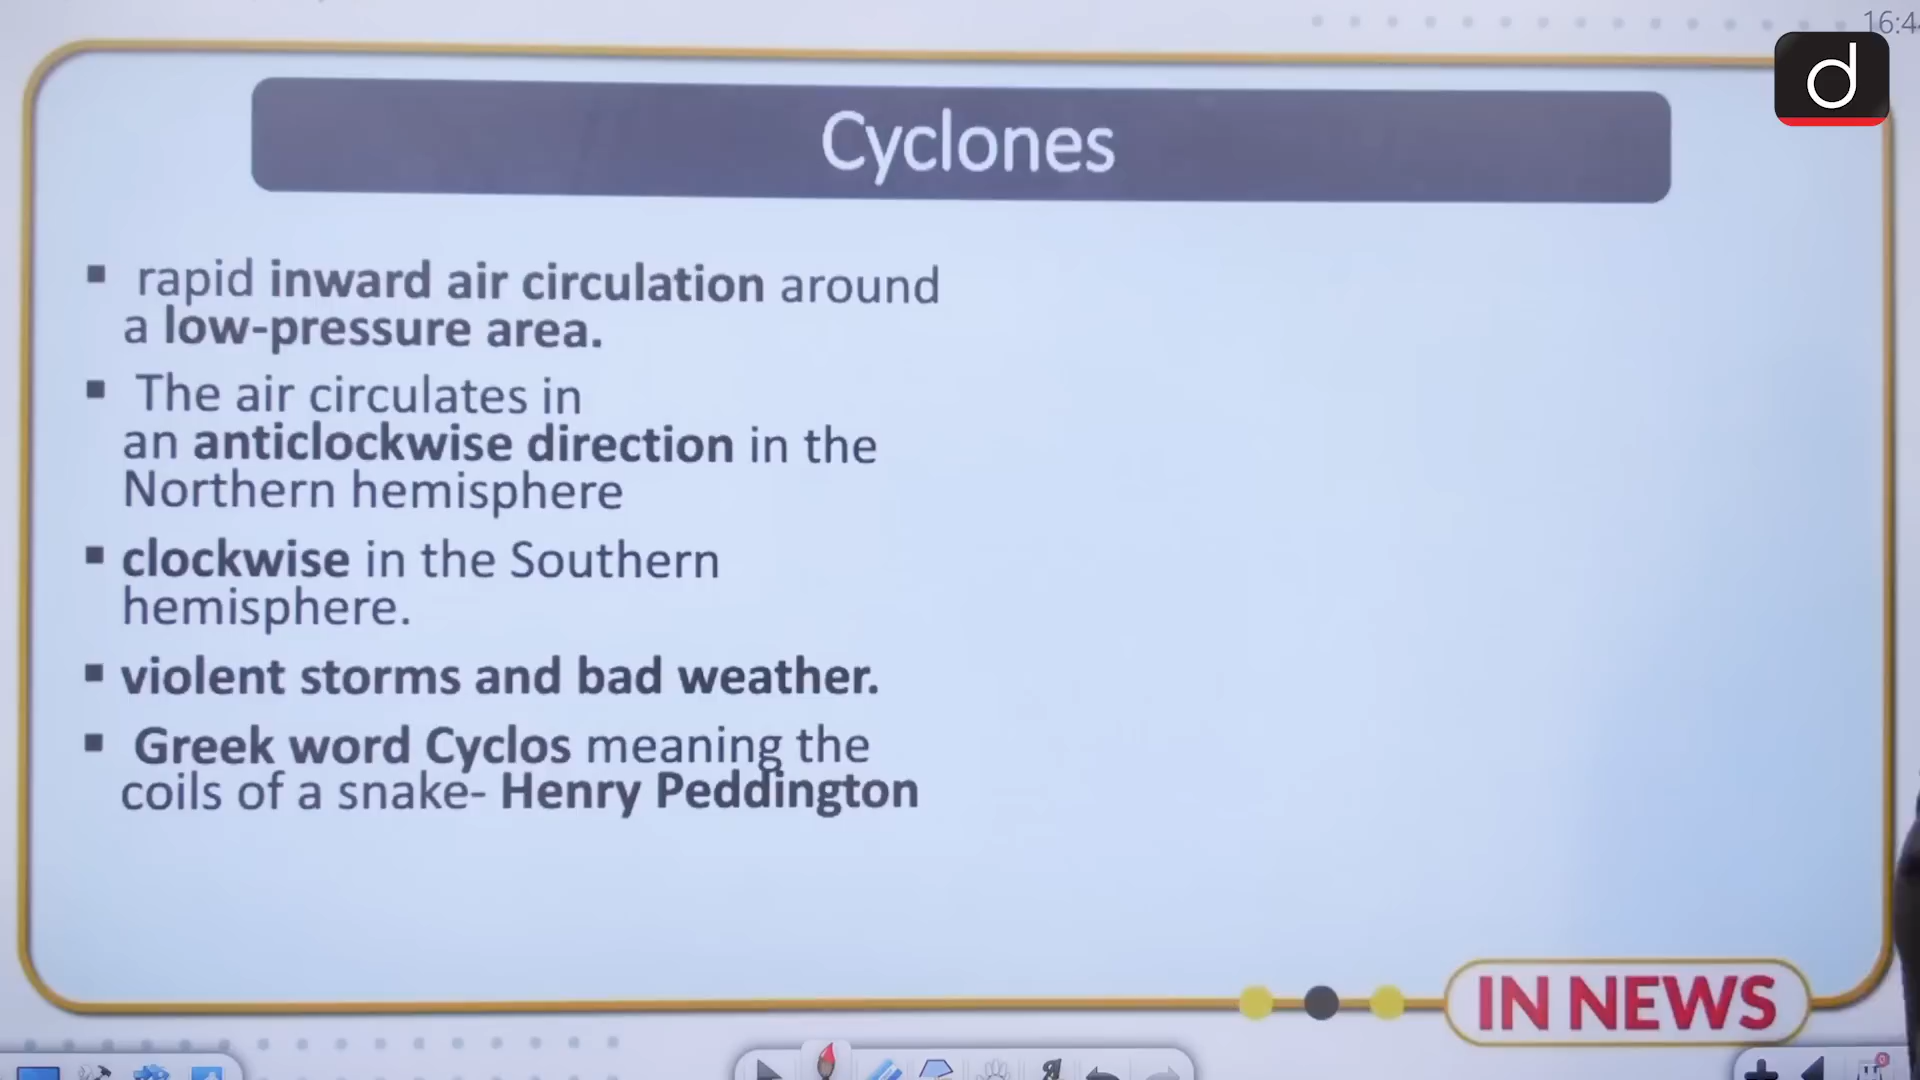 16:4
d
Cyclones
▪ rapid inward air circulation around
a low-pressure area.
▪ The air circulates in
an anticlockwise direction in the
Northern hemisphere
▪ clockwise in the Southern
hemisphere.
▪ violent storms and bad weather.
▪ Greek word Cyclos meaning the
coils of a snake- Henry Peddington
IN NEWS